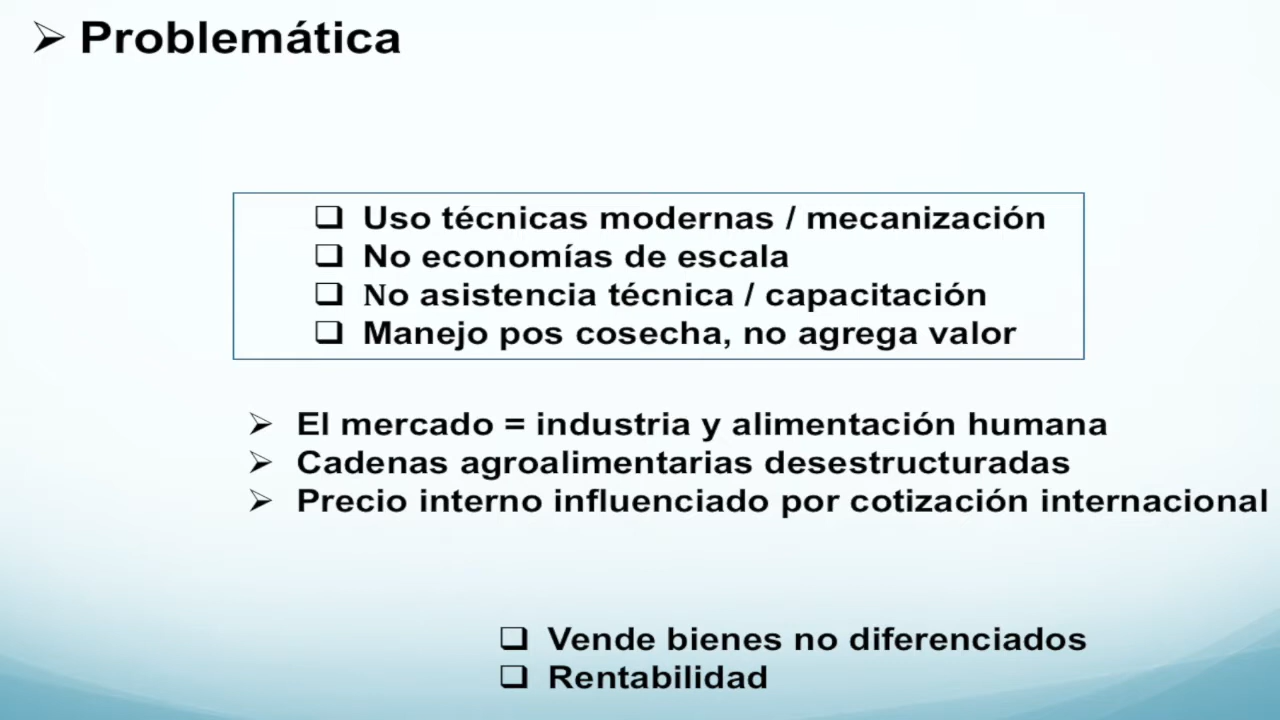 Problemática
Uso técnicas modernas / mecanización
No economías de escala
No asistencia técnica / capacitación
Manejo pos cosecha, no agrega valor
El mercado = industria y alimentación humana
Cadenas agroalimentarias desestructuradas
Precio interno influenciado por cotización internacional
Vende bienes no diferenciados
Rentabilidad